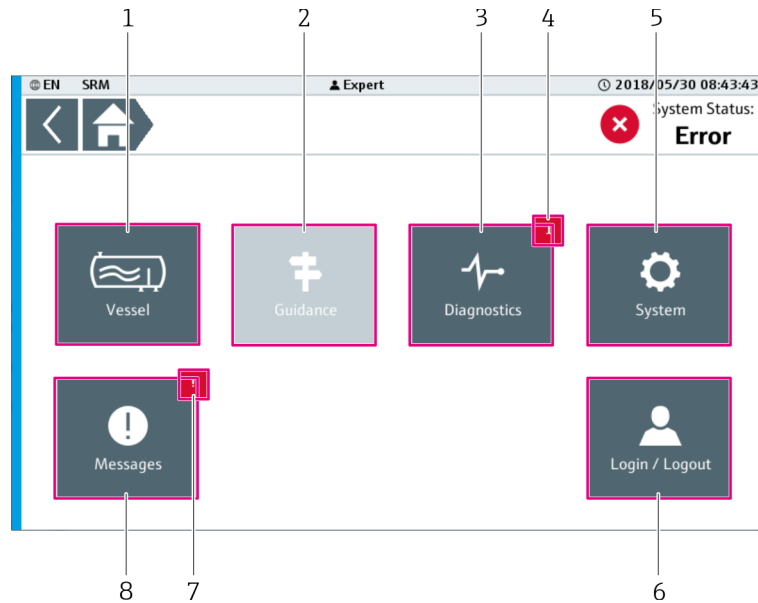 1 2 3 4 5
EN SRM Expert 2018/05/30 08:43:43
System Status:
Error
Vessel Guidance Diagnostics System
Messages Login / Logout
8 7 6